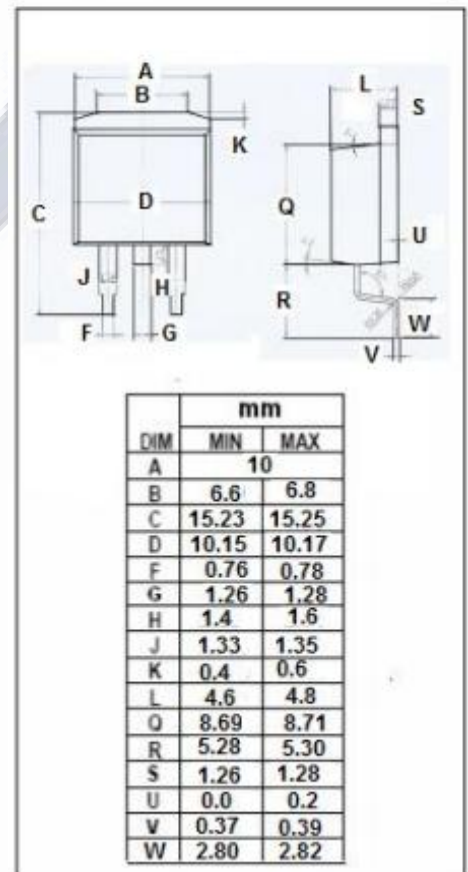 A
B
L
S
K
C
D
Q
U
J
H
R
W
F
G
V
mm
DIM MIN MAX
A 10
B 6.6 6.8
C 15.23 15.25
D 10.15 10.17
F 0.76 0.78
G 1.26 1.28
H 1.4 1.6
J 1.33 1.35
K 0.4 0.6
L 4.6 4.8
Q 8.69 8.71
R 5.28 5.30
S 1.26 1.28
U 0.0 0.2
V 0.37 0.39
W 2.80 2.82